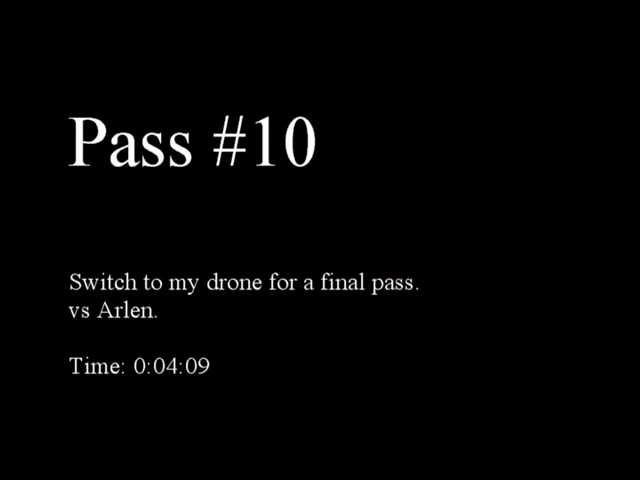 Pass #10
Switch to my drone for a final pass.
vs Arlen.
Time: 0:04:09